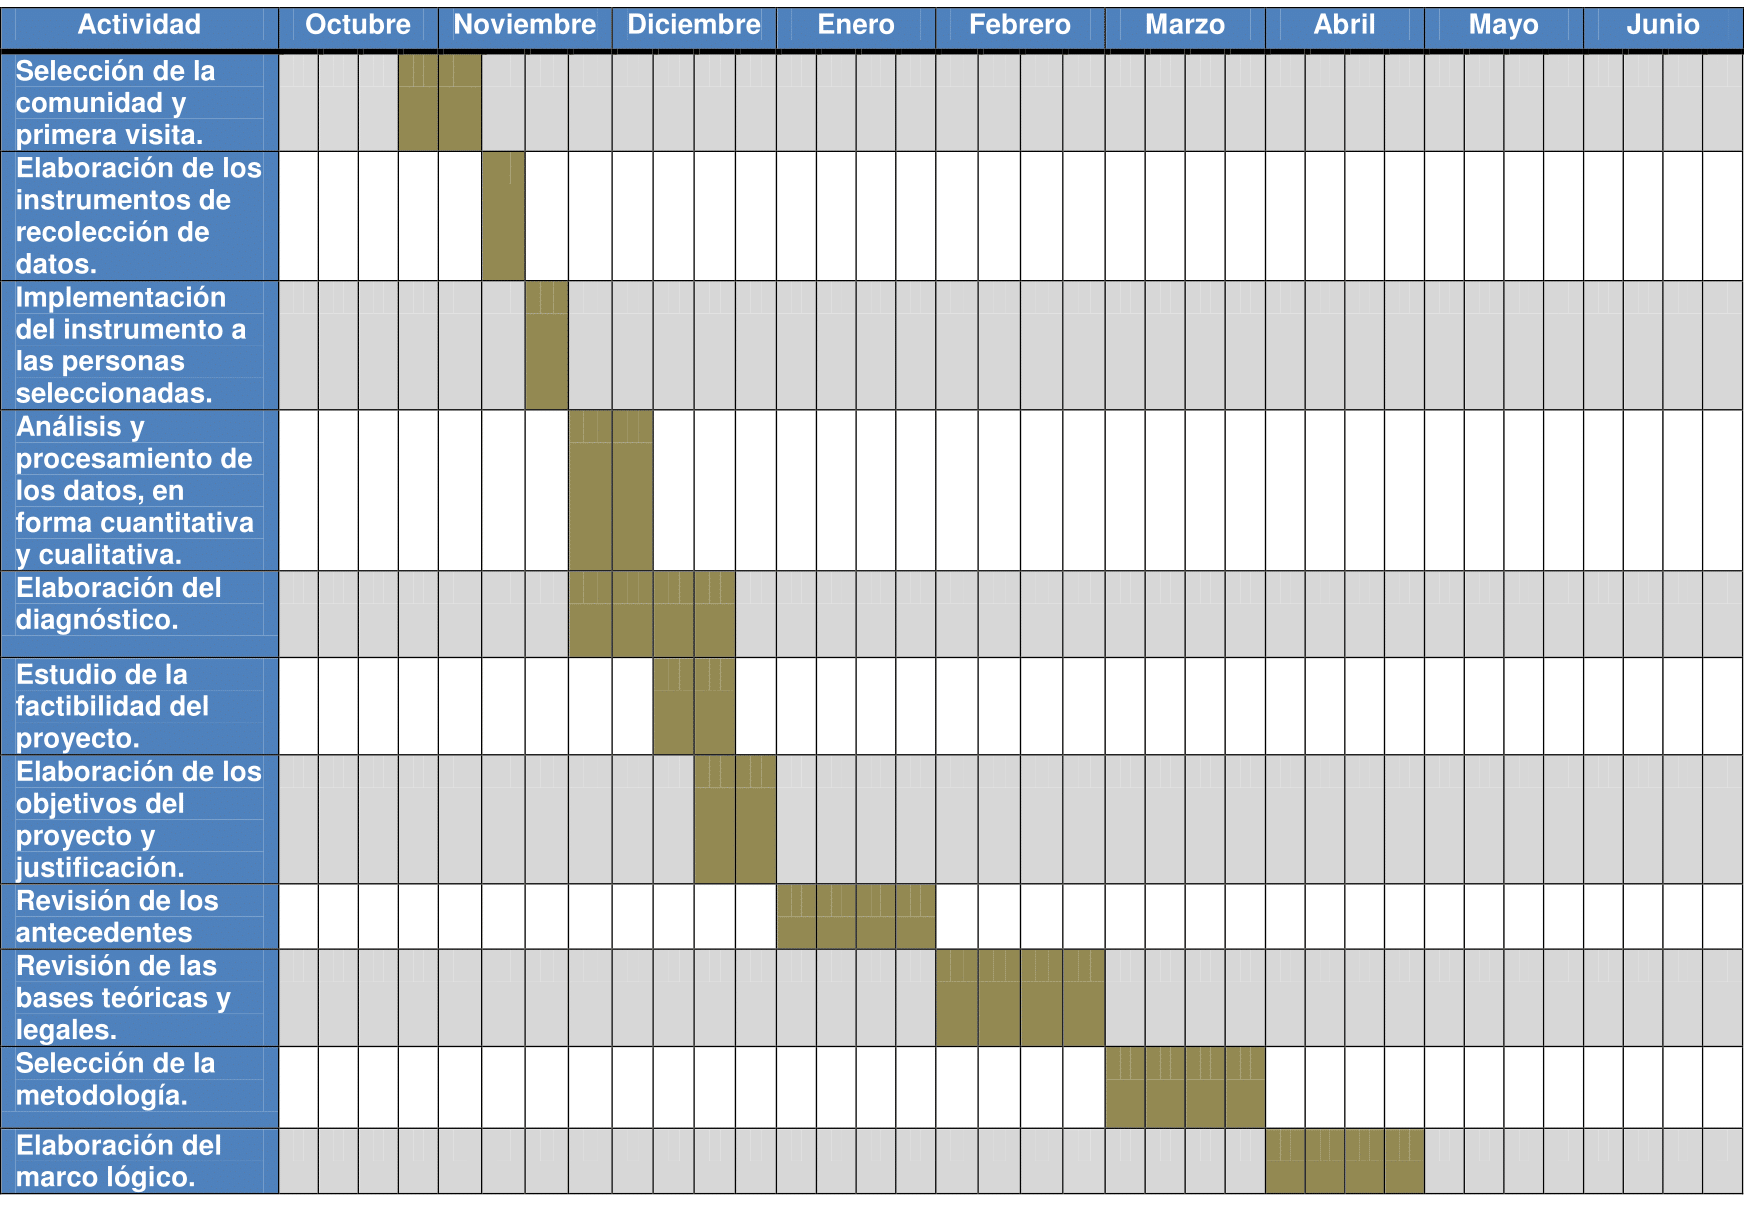 Actividad Octubre Noviembre Diciembre Enero Febrero Marzo Abril Mayo Junio
Selección de la
comunidad y
primera visita.
Elaboración de los
instrumentos de
recolección de
datos.
Implementación
del instrumento a
las personas
seleccionadas.
Análisis y
procesamiento de
los datos, en
forma cuantitativa
y cualitativa.
Elaboración del
diagnóstico.
Estudio de la
factibilidad del
proyecto.
Elaboración de los
objetivos del
proyecto y
justificación.
Revisión de los
antecedentes
Revisión de las
bases teóricas y
legales.
Selección de la
metodología.
Elaboración del
marco lógico.